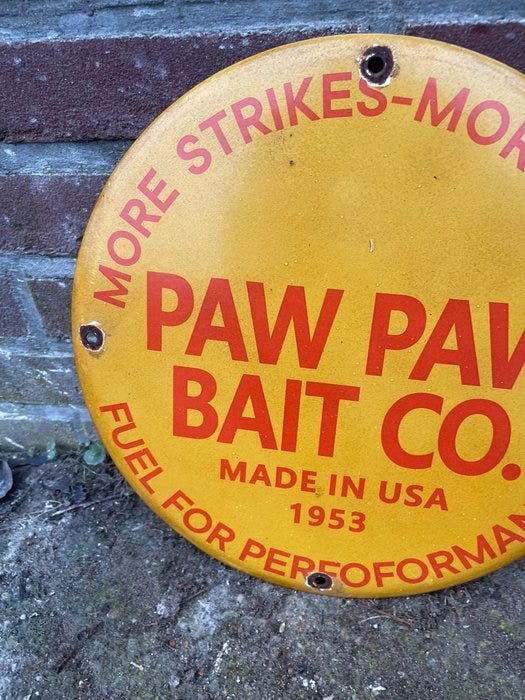 MORE STRIKES-MOR
PAW PAW
BAIT CO.
MADE IN USA
1953
FUEL FOR PERFOFORMAN